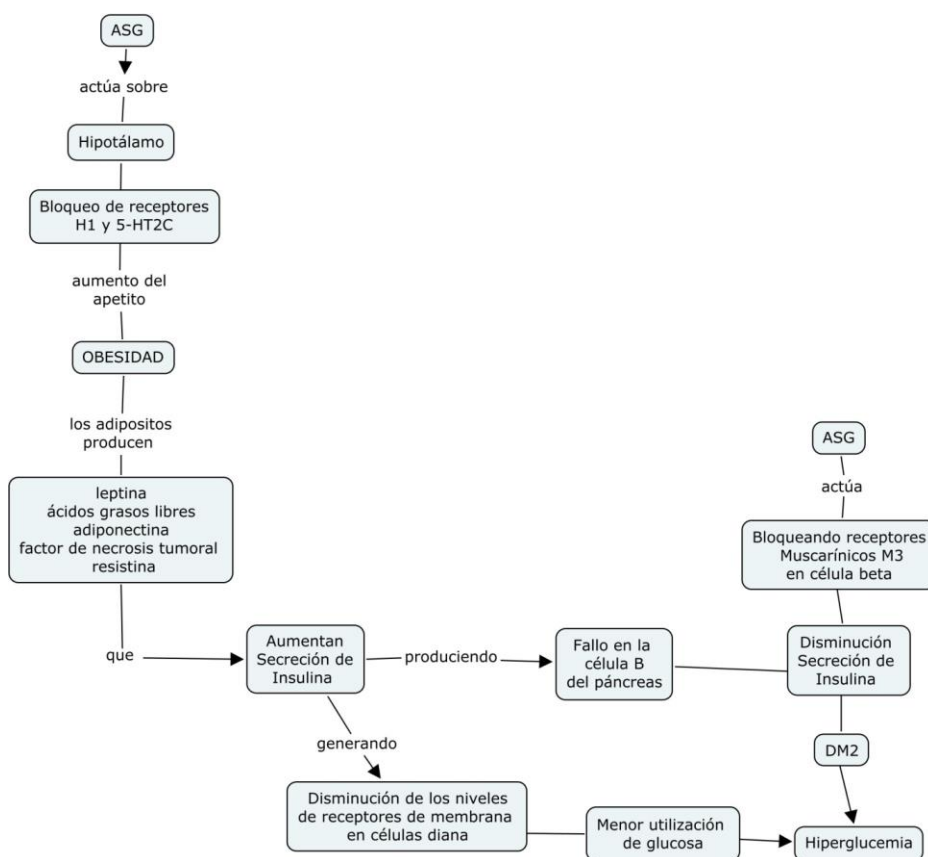 ASG
actúa sobre
Hipotálamo
Bloqueo de receptores
H1 y 5-HT2C
aumento del
apetito
OBESIDAD
los adipositos
producen
leptina
ácidos grasos libres
adiponectina
factor de necrosis tumoral
resistina
que
Aumentan
Secreción de
Insulina
produciendo
Fallo en la
célula B
del páncreas
ASG
actúa
Bloqueando receptores
Muscarínicos M3
en célula beta
Disminución
Secreción de
Insulina
DM2
generando
Disminución de los niveles
de receptores de membrana
en células diana
Menor utilización
de glucosa
Hiperglucemia